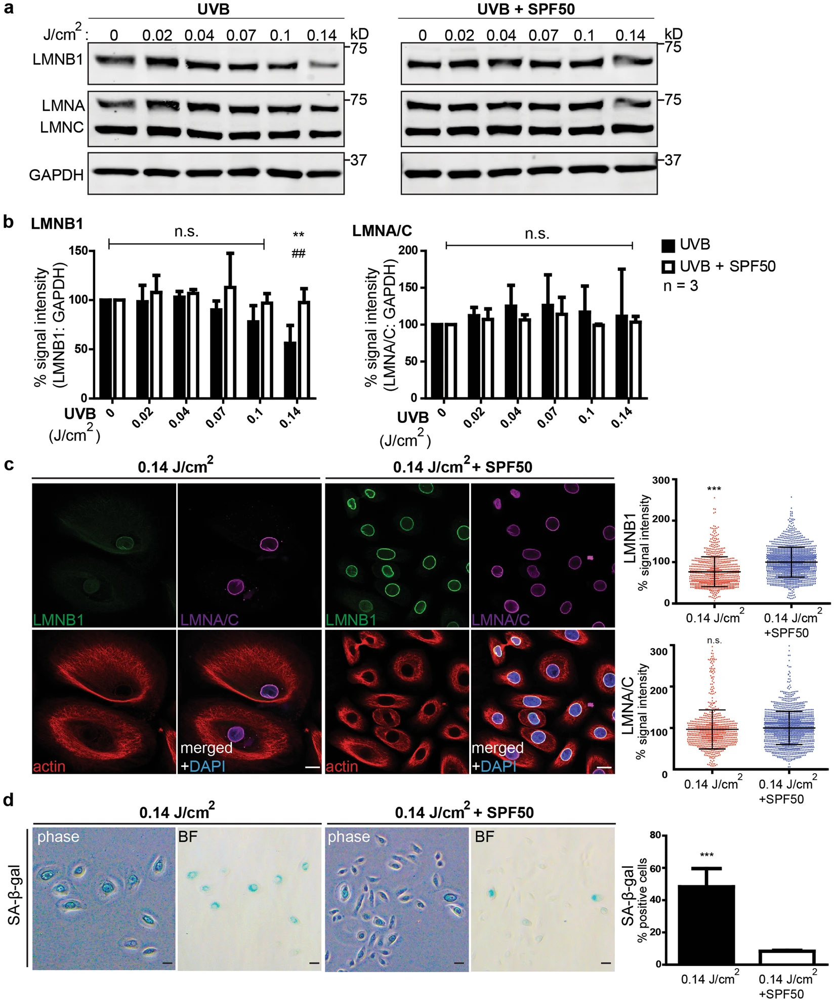 a
UVB
UVB + SPF50
J/cm2 : 0 0.02 0.04 0.07 0.1 0.14 kD
0 0.02 0.04 0.07 0.1 0.14 kD
LMNB1
75
75
LMNA
LMNC
75
75
GAPDH
37
37
b
LMNB1
n.s.
**
##
% signal intensity
(LMNB1: GAPDH)
150
100
50
0
UVB
(J/cm2)
0 0.02 0.04 0.07 0.1 0.14
LMNA/C
n.s.
% signal intensity
(LMNA/C: GAPDH)
200
150
100
50
0
UVB
(J/cm2)
0 0.02 0.04 0.07 0.1 0.14
UVB
UVB + SPF50
n = 3
c
0.14 J/cm2
0.14 J/cm2 + SPF50
LMNB1
LMNA/C
LMNB1
LMNA/C
actin
merged
+DAPI
actin
merged
+DAPI
LMNB1
% signal intensity
300
200
100
0
***
0.14 J/cm2
0.14 J/cm2
+SPF50
LMNA/C
% signal intensity
n.s.
300
200
100
0
0.14 J/cm2
0.14 J/cm2
+SPF50
d
0.14 J/cm2
0.14 J/cm2 + SPF50
SA-β-gal
phase
BF
phase
BF
SA-β-gal
% positive cells
80
60
40
20
0
***
0.14 J/cm2
0.14 J/cm2
+SPF50